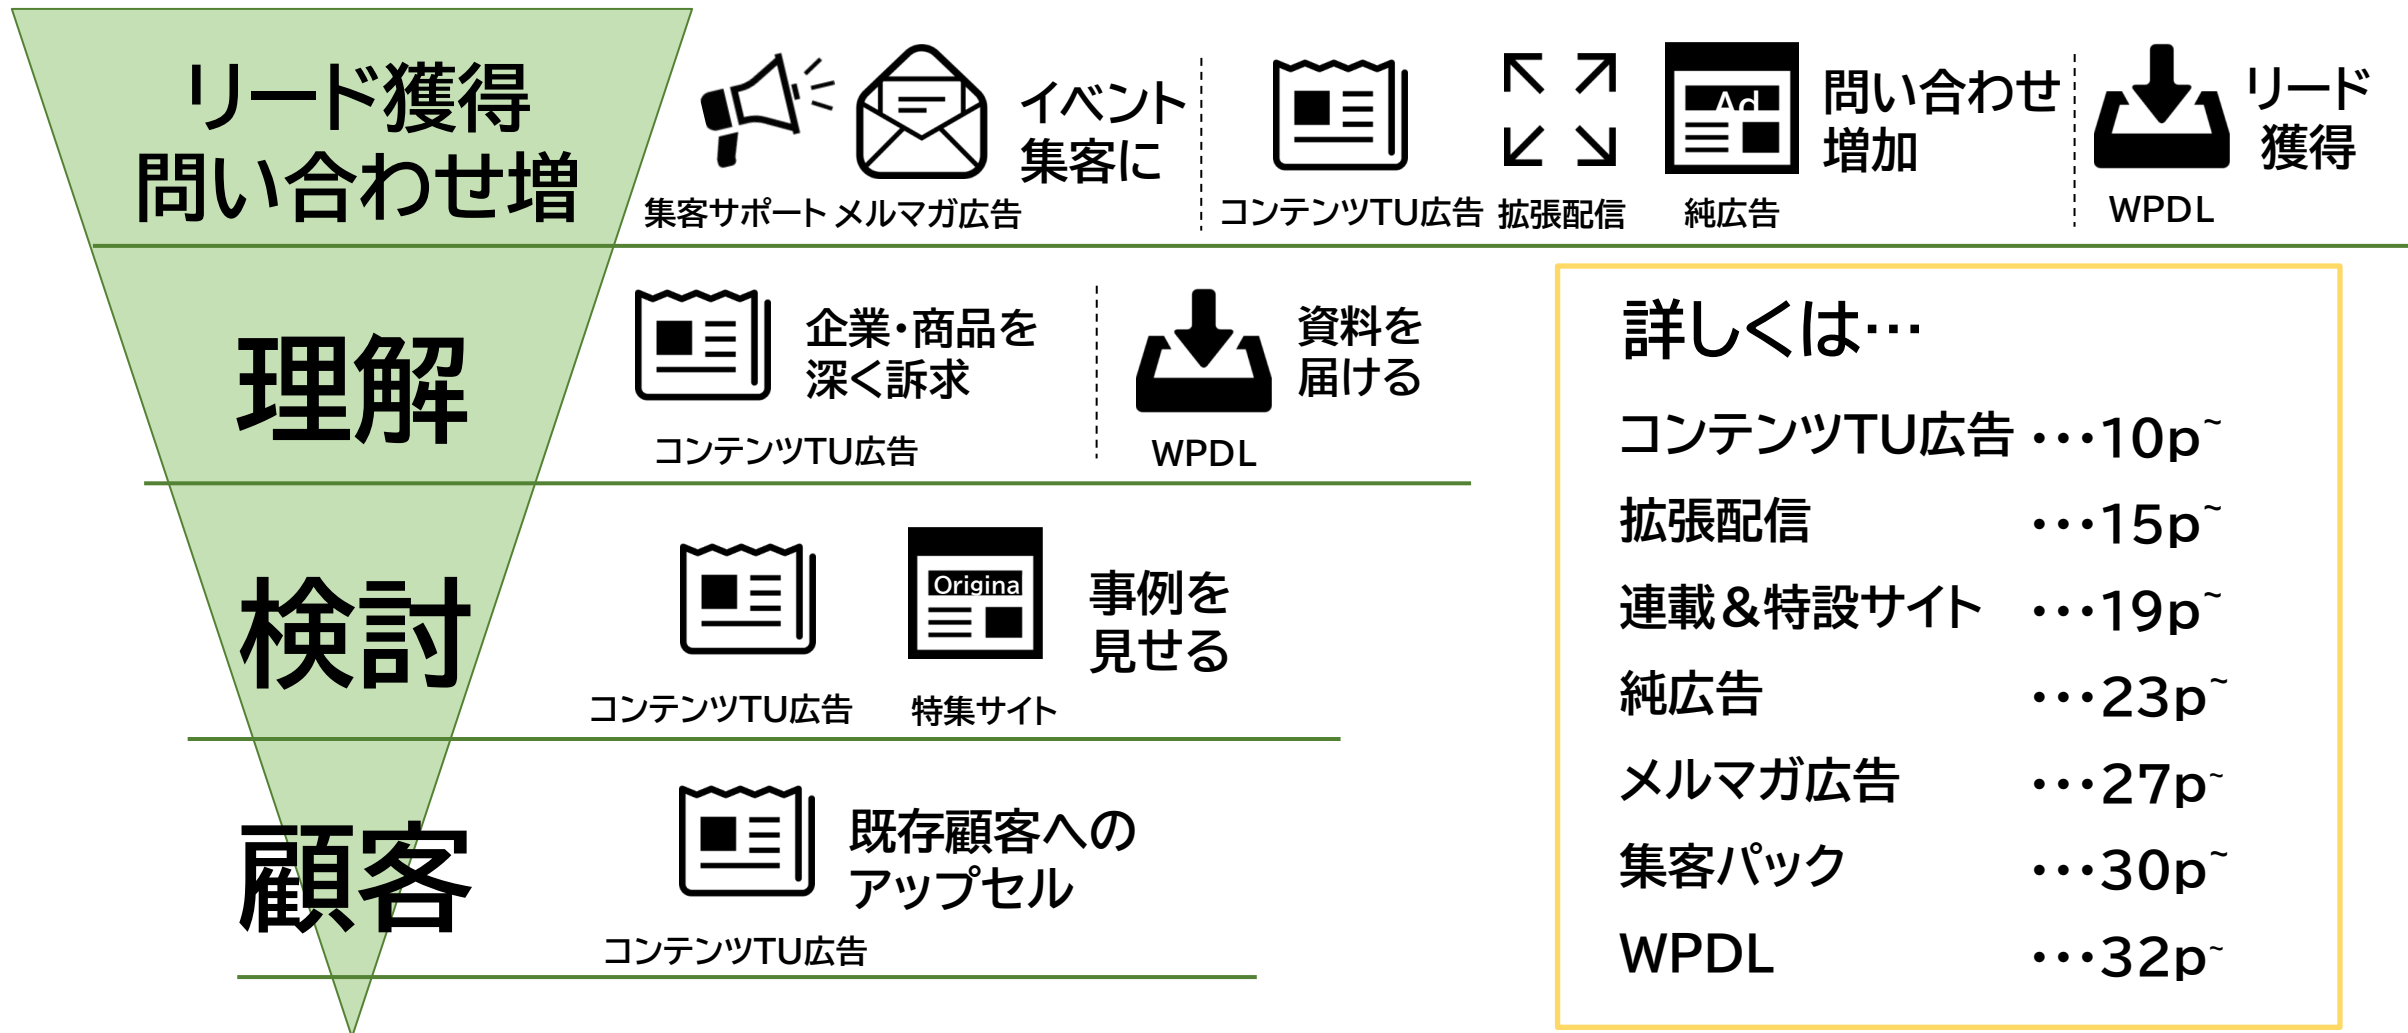 リード獲得
問い合わせ増
イベント
集客に
集客サポート メルマガ広告
Ad
問い合わせ
増加
コンテンツTU広告 拡張配信 純広告
リード
獲得
WPDL
理解
企業・商品を
深く訴求
コンテンツTU広告
資料を
届ける
WPDL
検討
Origina
事例を
見せる
コンテンツTU広告 特集サイト
顧客
既存顧客への
アップセル
コンテンツTU広告
詳しくは…
コンテンツTU広告 ・・・10p~
拡張配信 ・・・15p~
連載＆特設サイト ・・・19p~
純広告 ・・・23p~
メルマガ広告 ・・・27p~
集客パック ・・・30p~
WPDL ・・・32p~